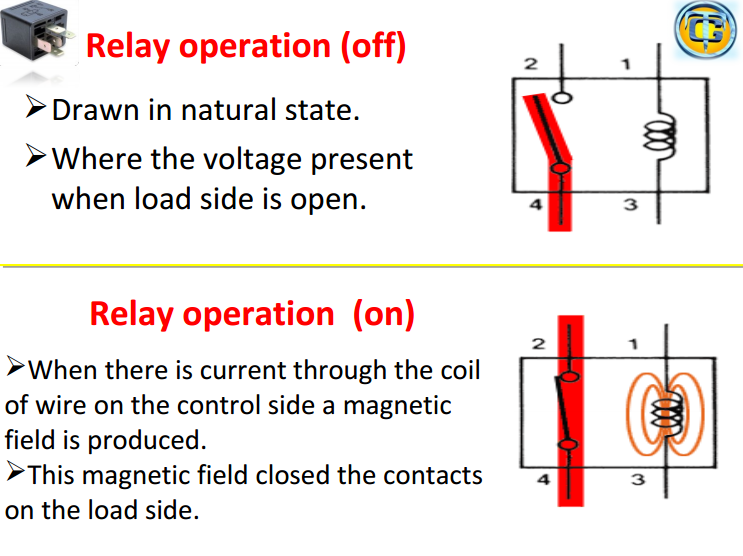 Relay operation (off)
➢Drawn in natural state.
➢Where the voltage present
when load side is open.
2 1
4 3
Relay operation (on)
➢When there is current through the coil
of wire on the control side a magnetic
field is produced.
➢This magnetic field closed the contacts
on the load side.
2 1
4 3